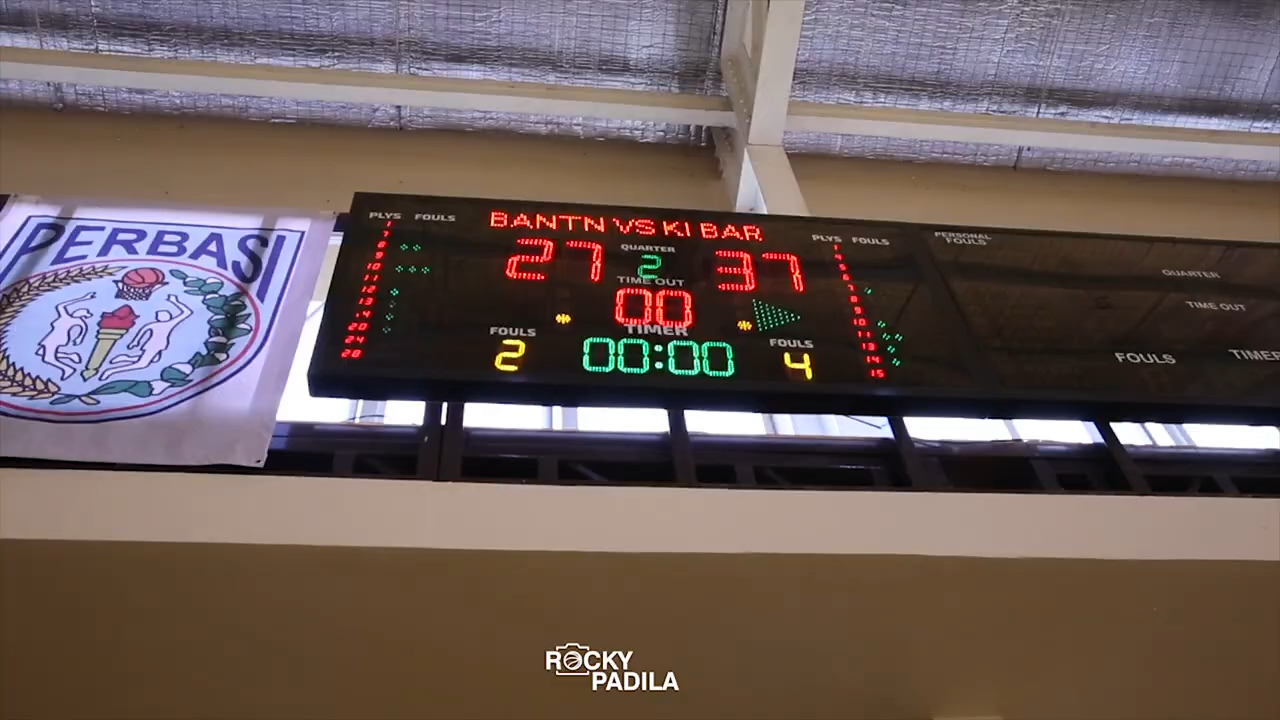 PERBASI
PLYS FOULS
BANTN VS KI BAR
PLYS FOULS
27
QUARTER
2
37
TIME OUT
00
TIMER
00:00
FOULS
2
FOULS
4
PERSONAL
FOULS
QUARTER
TIME OUT
FOULS
TIMER
ROCKY
PADILA